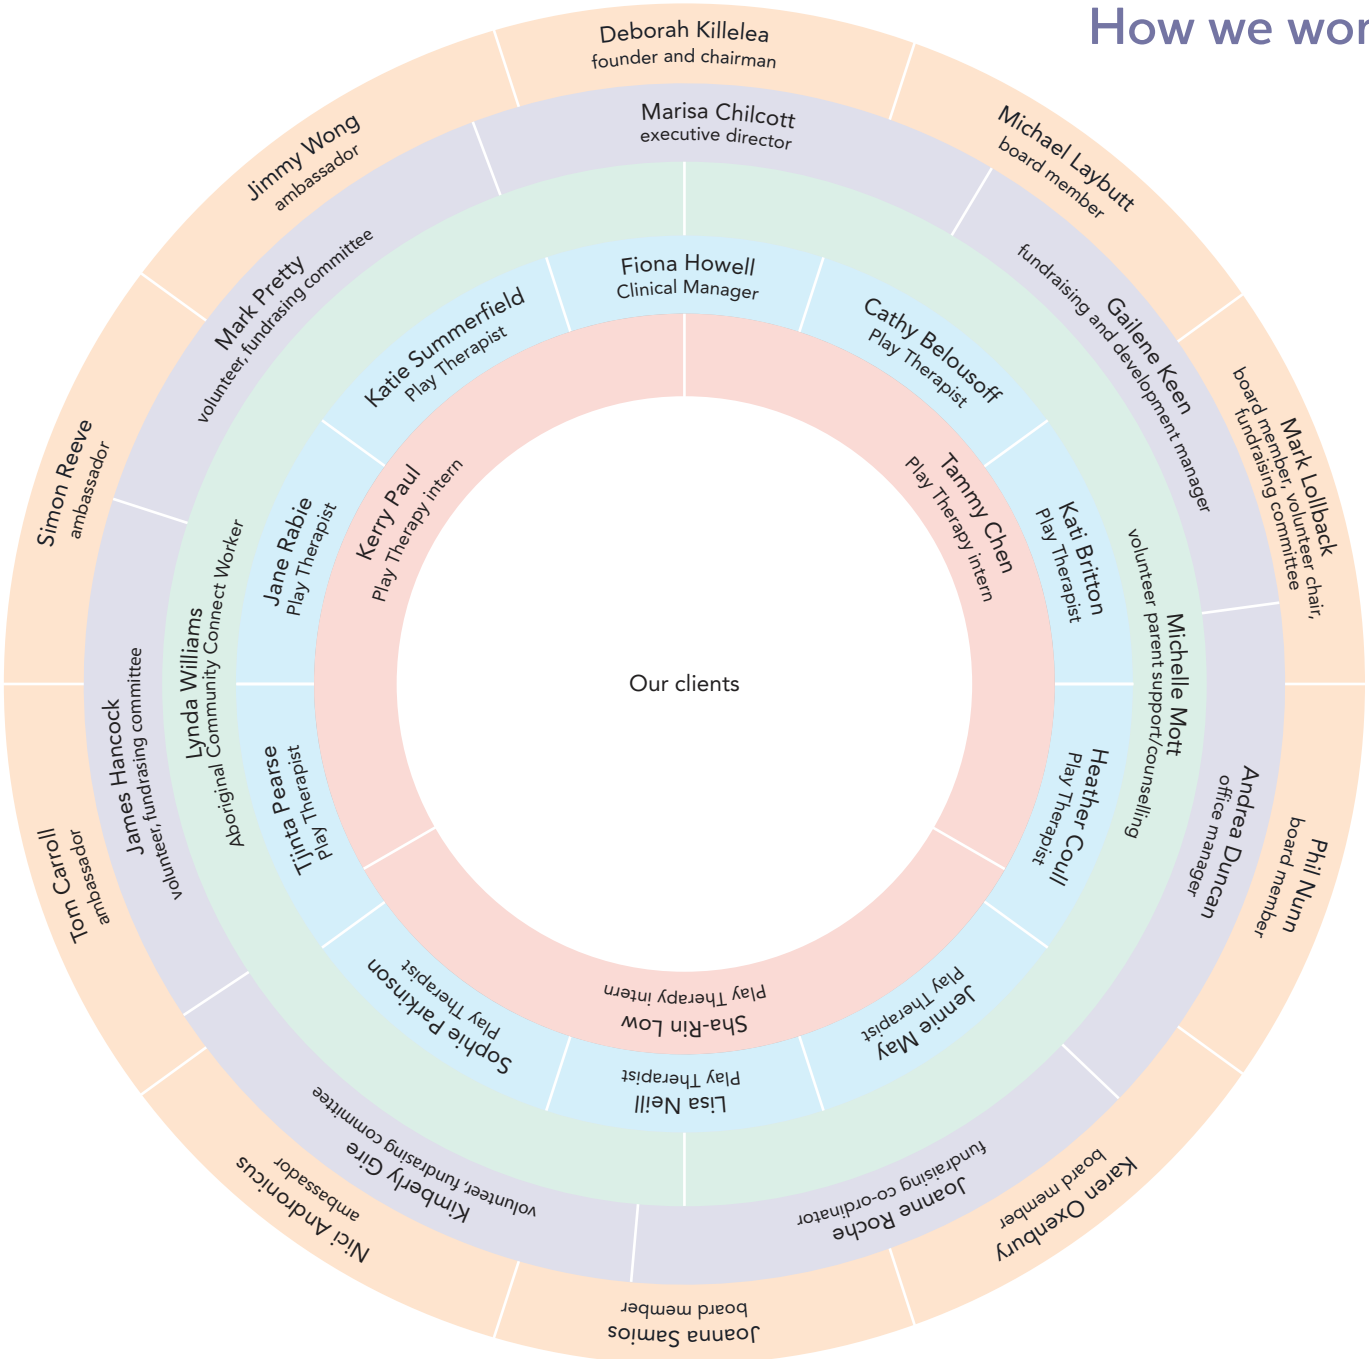 How we wor
Deborah Killelea
founder and chairman
Michael Laybutt
board member
Mark Lollback
board member, volunteer chair,
fundraising committee
Phil Nunn
board member
Karen Oxenbury
board member
Joanna Samios
board member
Nici Andronicus
ambassador
Tom Carroll
ambassador
Simon Reeve
ambassador
Jimmy Wong
ambassador
Marisa Chilcott
executive director
Gailene Keen
fundraising and development manager
Andrea Duncan
office manager
Joanne Roche
fundraising co-ordinator
Kimberly Gire
volunteer, fundrasing committee
James Hancock
volunteer, fundrasing committee
Mark Pretty
volunteer, fundrasing committee
Michelle Mott
volunteer parent support/counselling
Lynda Williams
Aboriginal Community Connect Worker
Fiona Howell
Clinical Manager
Cathy Belousoff
Play Therapist
Kati Britton
Play Therapist
Heather Coull
Play Therapist
Jennie May
Play Therapist
Lisa Neill
Play Therapist
Sophie Parkinson
Play Therapist
Tjinta Pearse
Play Therapist
Jane Rabie
Play Therapist
Katie Summerfield
Play Therapist
Tammy Chen
Play Therapy intern
Sha-Rin Low
Play Therapy intern
Kerry Paul
Play Therapy intern
Our clients